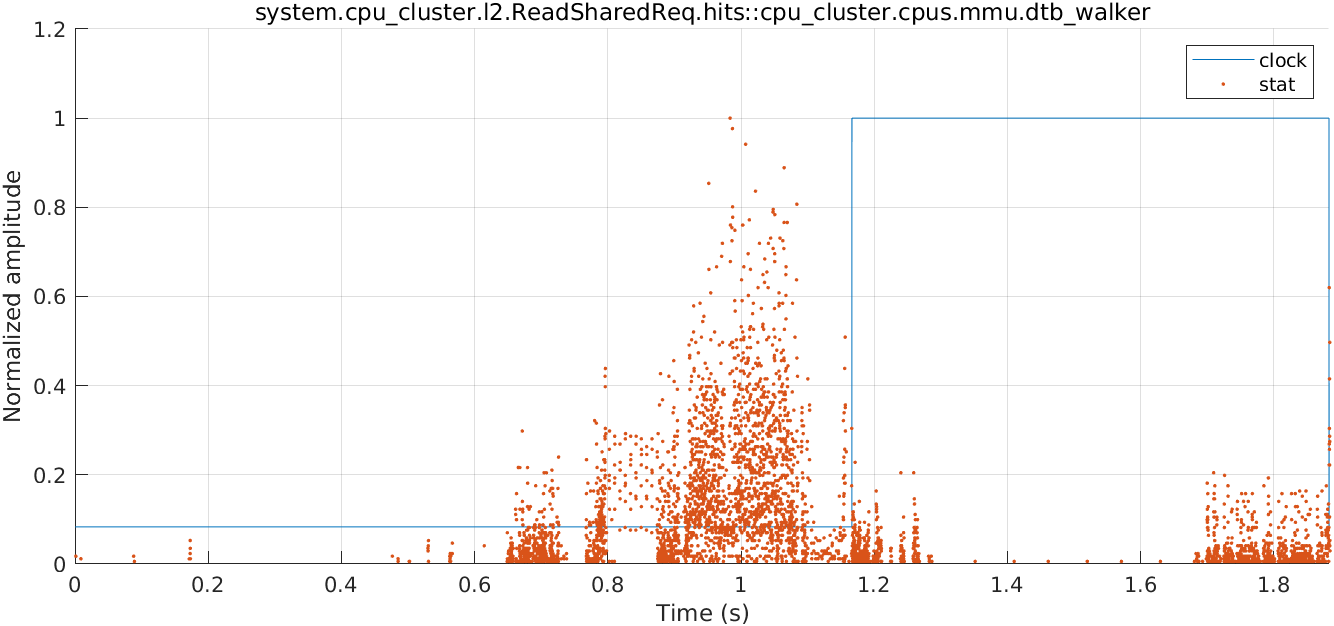 system.cpu_cluster.l2.ReadSharedReq.hits::cpu_cluster.cpus.mmu.dtb_walker
1.2
clock
stat
1
0.8
Normalized amplitude
0.6
0.4
0.2
0
0 0.2 0.4 0.6 0.8 1 1.2 1.4 1.6 1.8
Time (s)